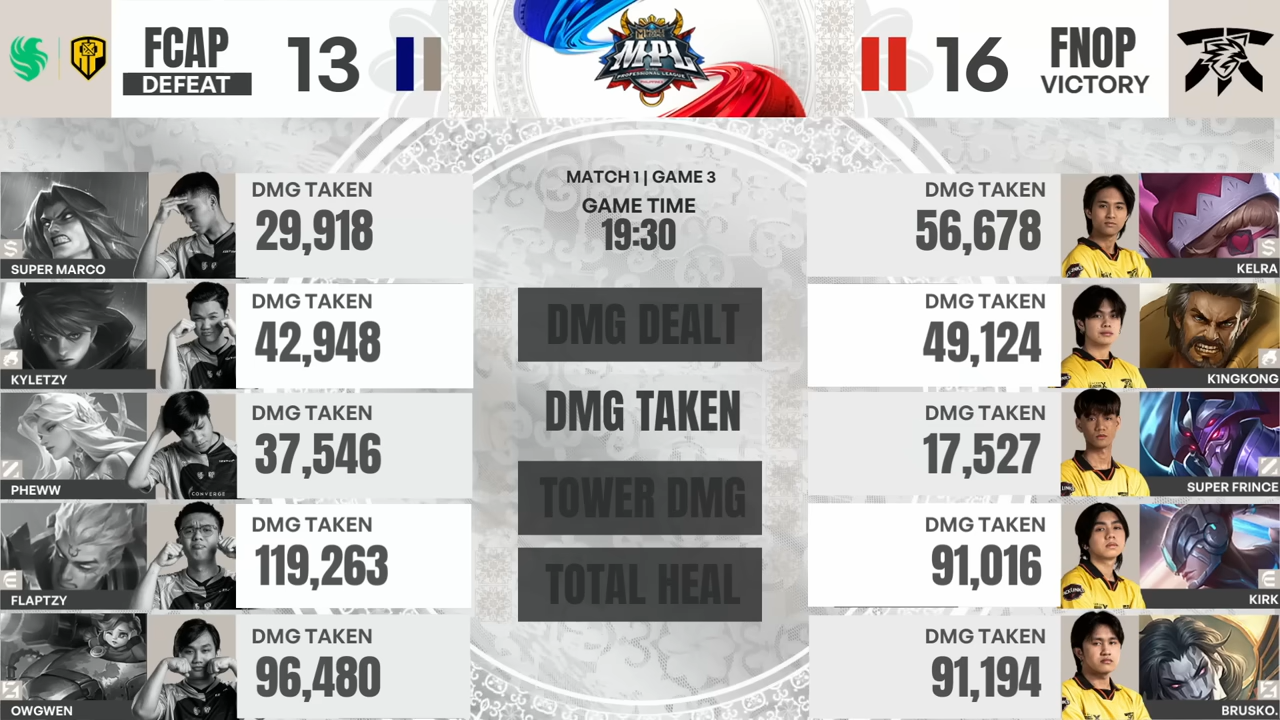 FCAP
DEFEAT
13
MPL
PROFESSIONAL LEAGUE
16
FNOP
VICTORY
MATCH 1 | GAME 3
GAME TIME
19:30
DMG DEALT
DMG TAKEN
TOWER DMG
TOTAL HEAL
DMG TAKEN
29,918
SUPER MARCO
DMG TAKEN
42,948
KYLETZY
DMG TAKEN
37,546
PHEWW
CONVERGE
DMG TAKEN
119,263
FLAPTZY
DMG TAKEN
96,480
OWGWEN
DMG TAKEN
56,678
KELRA
DMG TAKEN
49,124
K1NGKONG
DMG TAKEN
17,527
SUPER FRINCE
DMG TAKEN
91,016
KIRK
DMG TAKEN
91,194
BRUSKO.